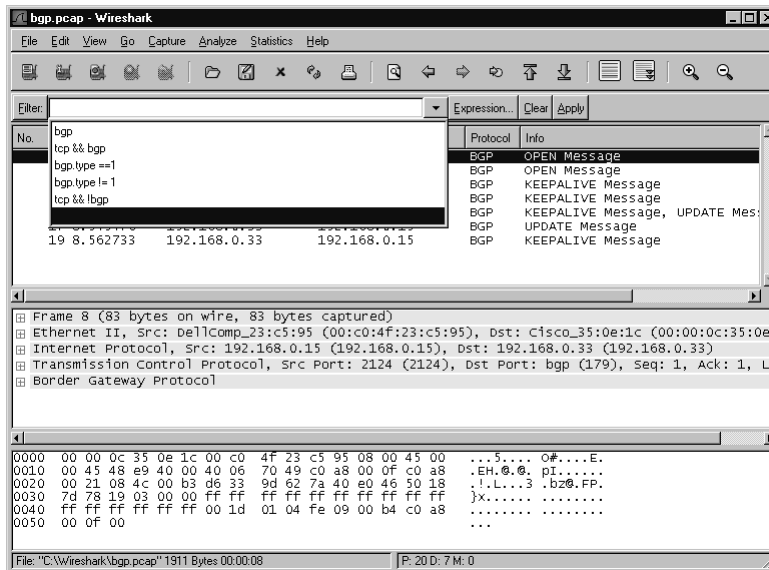 bgp.pcap - Wireshark
File Edit View Go Capture Analyze Statistics Help
Filter: Expression... Clear Apply
No. Protocol Info
bgp
tcp && bgp
bgp.type ==1
bgp.type != 1
tcp && !bgp
BGP OPEN Message
BGP OPEN Message
BGP KEEPALIVE Message
BGP KEEPALIVE Message
BGP KEEPALIVE Message, UPDATE Mes
BGP UPDATE Message
19 8.562733 192.168.0.33 192.168.0.15 BGP KEEPALIVE Message
Frame 8 (83 bytes on wire, 83 bytes captured)
Ethernet II, Src: DellComp_23:c5:95 (00:c0:4f:23:c5:95), Dst: Cisco_35:0e:1c (00:00:0c:35:0e
Internet Protocol, Src: 192.168.0.15 (192.168.0.15), Dst: 192.168.0.33 (192.168.0.33)
Transmission Control Protocol, Src Port: 2124 (2124), Dst Port: bgp (179), Seq: 1, Ack: 1, L
Border Gateway Protocol
0000 00 00 0c 35 0e 1c 00 c0 4f 23 c5 95 08 00 45 00 ...5.... O#....E.
0010 00 45 48 e9 40 00 40 06 70 49 c0 a8 00 0f c0 a8 .EH.@.@. pI......
0020 00 21 08 4c 00 b3 d6 33 9d 62 7a 40 e0 46 50 18 .!.L...3 .bz@.FP.
0030 7d 78 19 03 00 00 ff ff ff ff ff ff ff ff ff ff }x...... ........
0040 ff ff ff ff ff ff 00 1d 01 04 fe 09 00 b4 c0 a8 ........ ........
0050 00 0f 00 ...
File: "C:\Wireshark\bgp.pcap" 1911 Bytes 00:00:08 P: 20 D: 7 M: 0